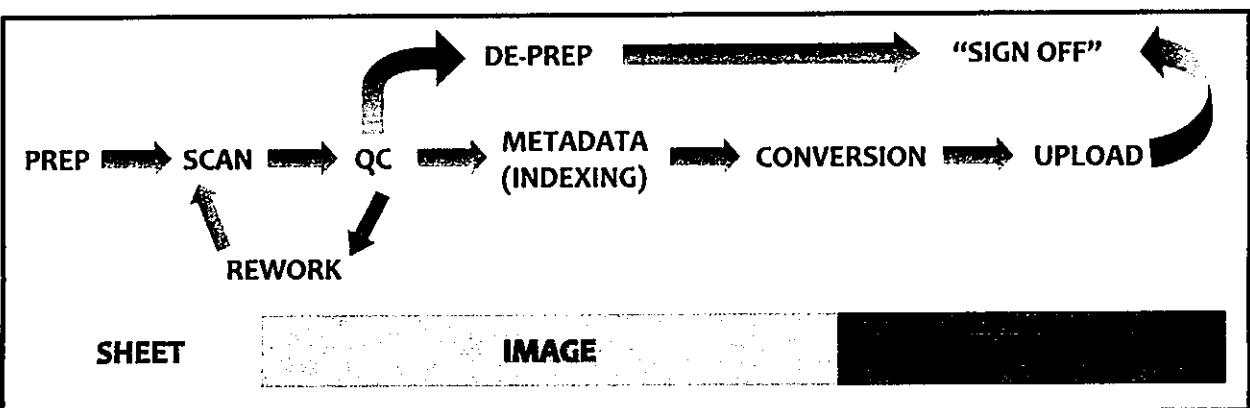 DE-PREP “SIGN OFF”
PREP SCAN QC METADATA (INDEXING) CONVERSION UPLOAD
REWORK
SHEET IMAGE